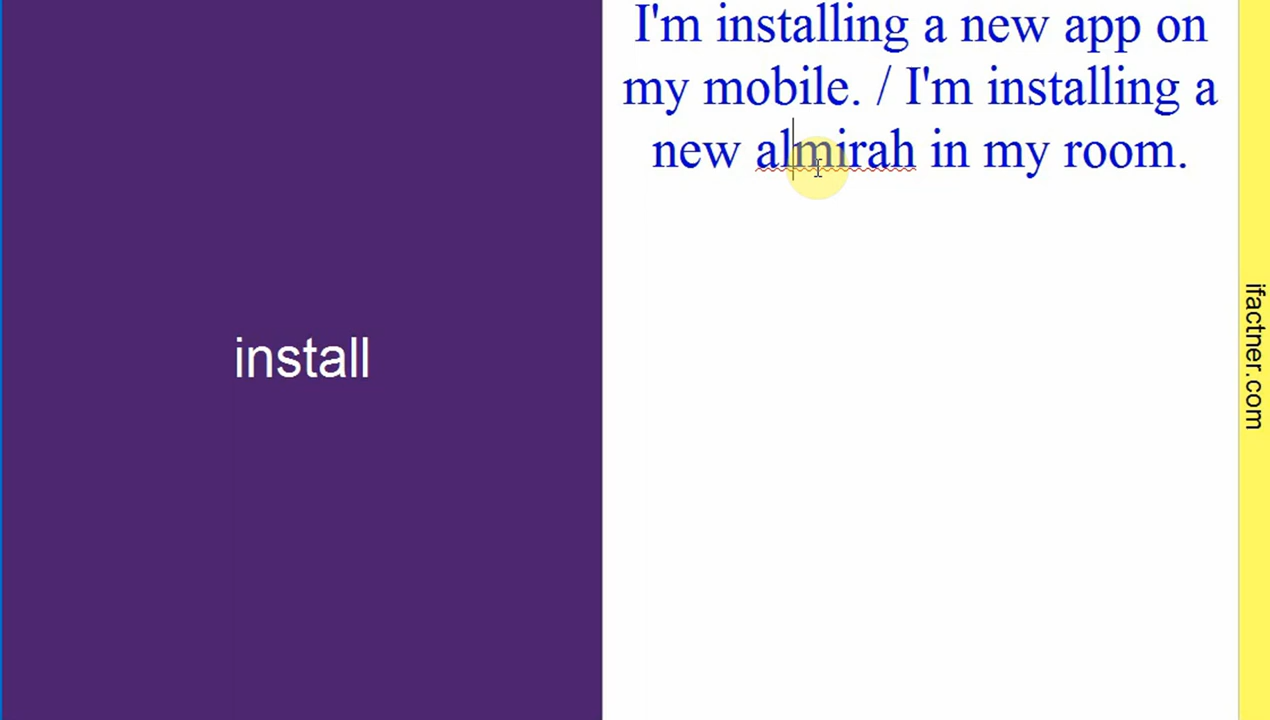 install
I'm installing a new app on
my mobile. / I'm installing a
new almirah in my room.
ifactner.com